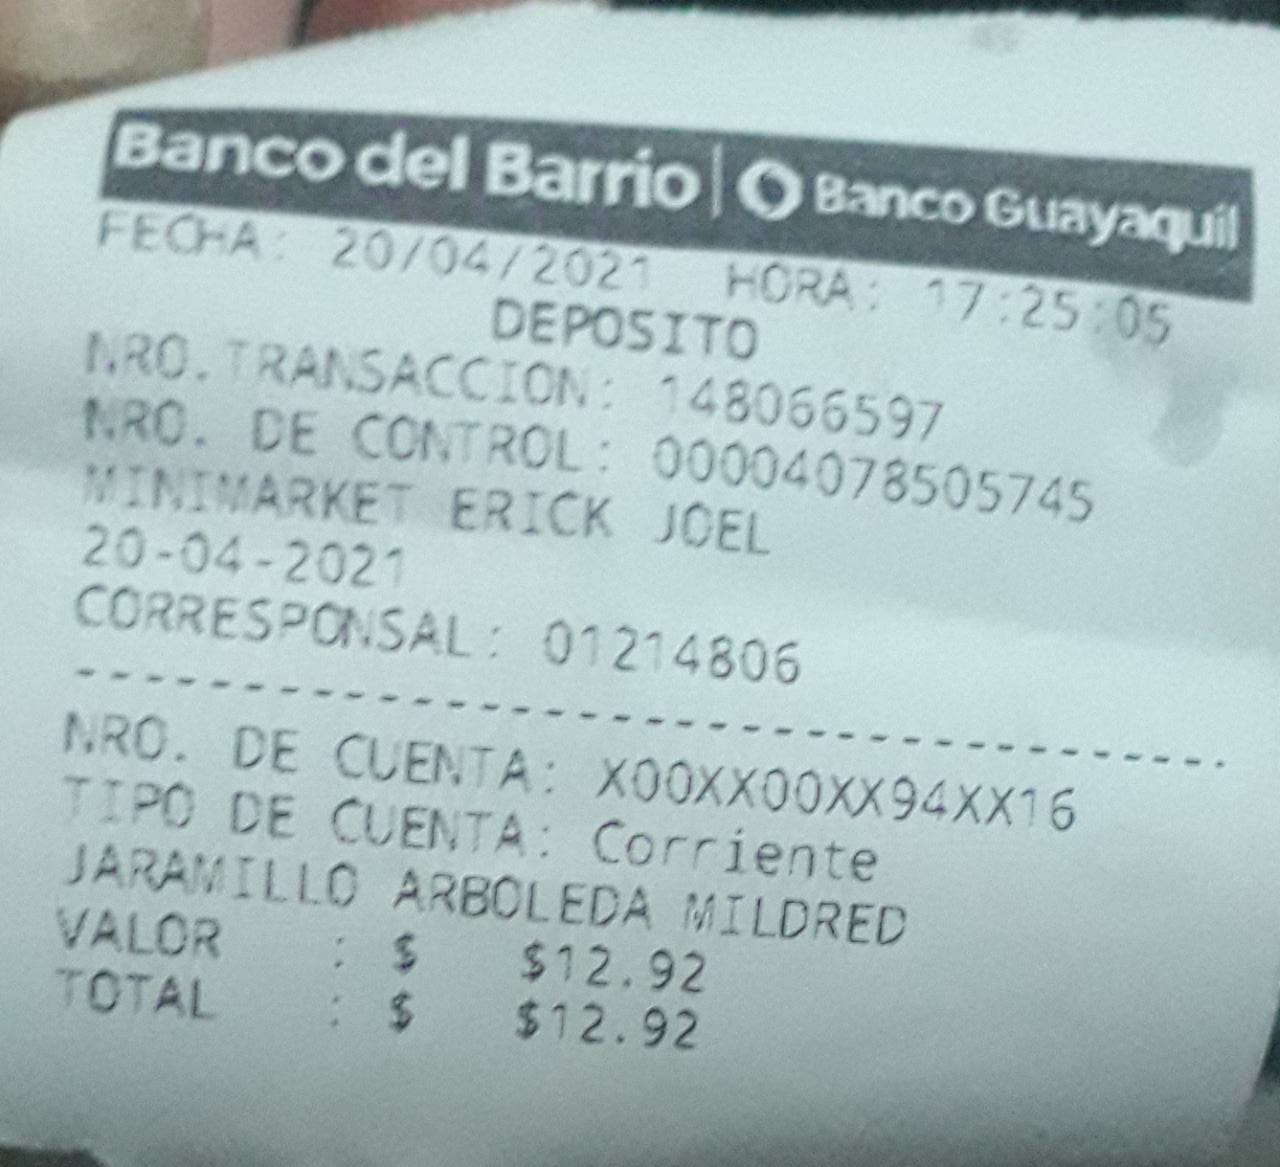 Banco del Barrio | Banco Guayaquil
FECHA: 20/04/2021 HORA: 17:25:05
DEPOSITO
NRO. TRANSACCION: 148066597
NRO. DE CONTROL: 00004078505745
MINIMARKET ERICK JOEL
20-04-2021
CORRESPONSAL: 01214806
--------------------------------------
NRO. DE CUENTA: X00XX00XX94XX16
TIPO DE CUENTA: Corriente
JARAMILLO ARBOLEDA MILDRED
VALOR : $ $12.92
TOTAL : $ $12.92